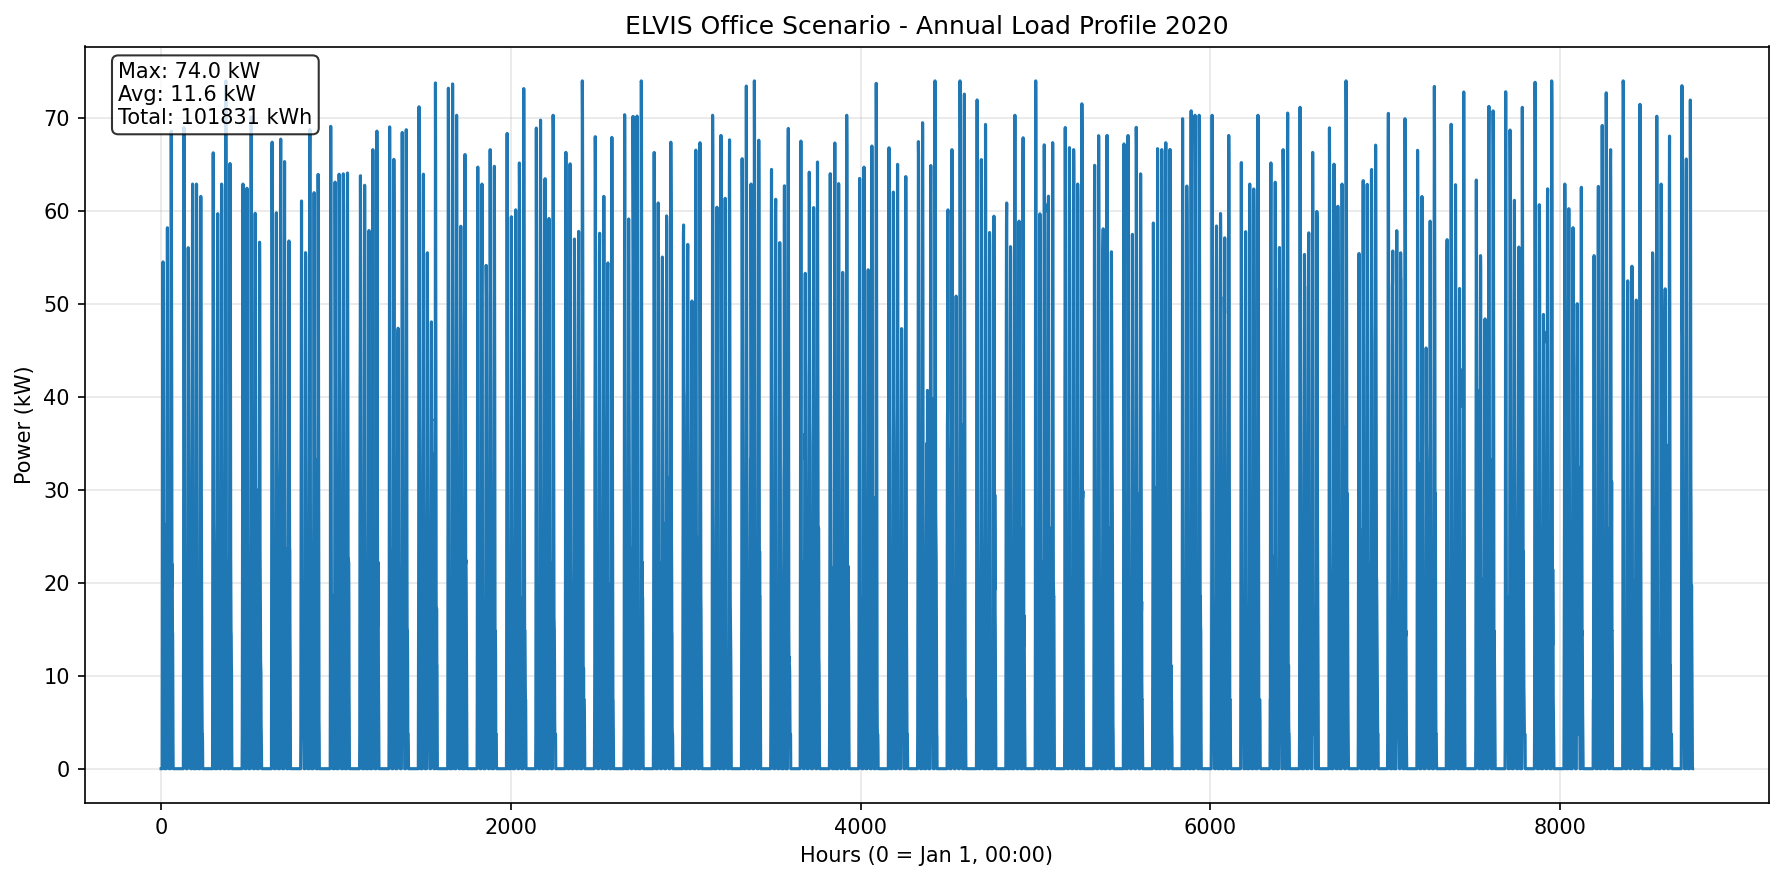 ELVIS Office Scenario - Annual Load Profile 2020
Max: 74.0 kW
Avg: 11.6 kW
Total: 101831 kWh
70
60
50
40
30
20
10
0
Power (kW)
0 2000 4000 6000 8000
Hours (0 = Jan 1, 00:00)